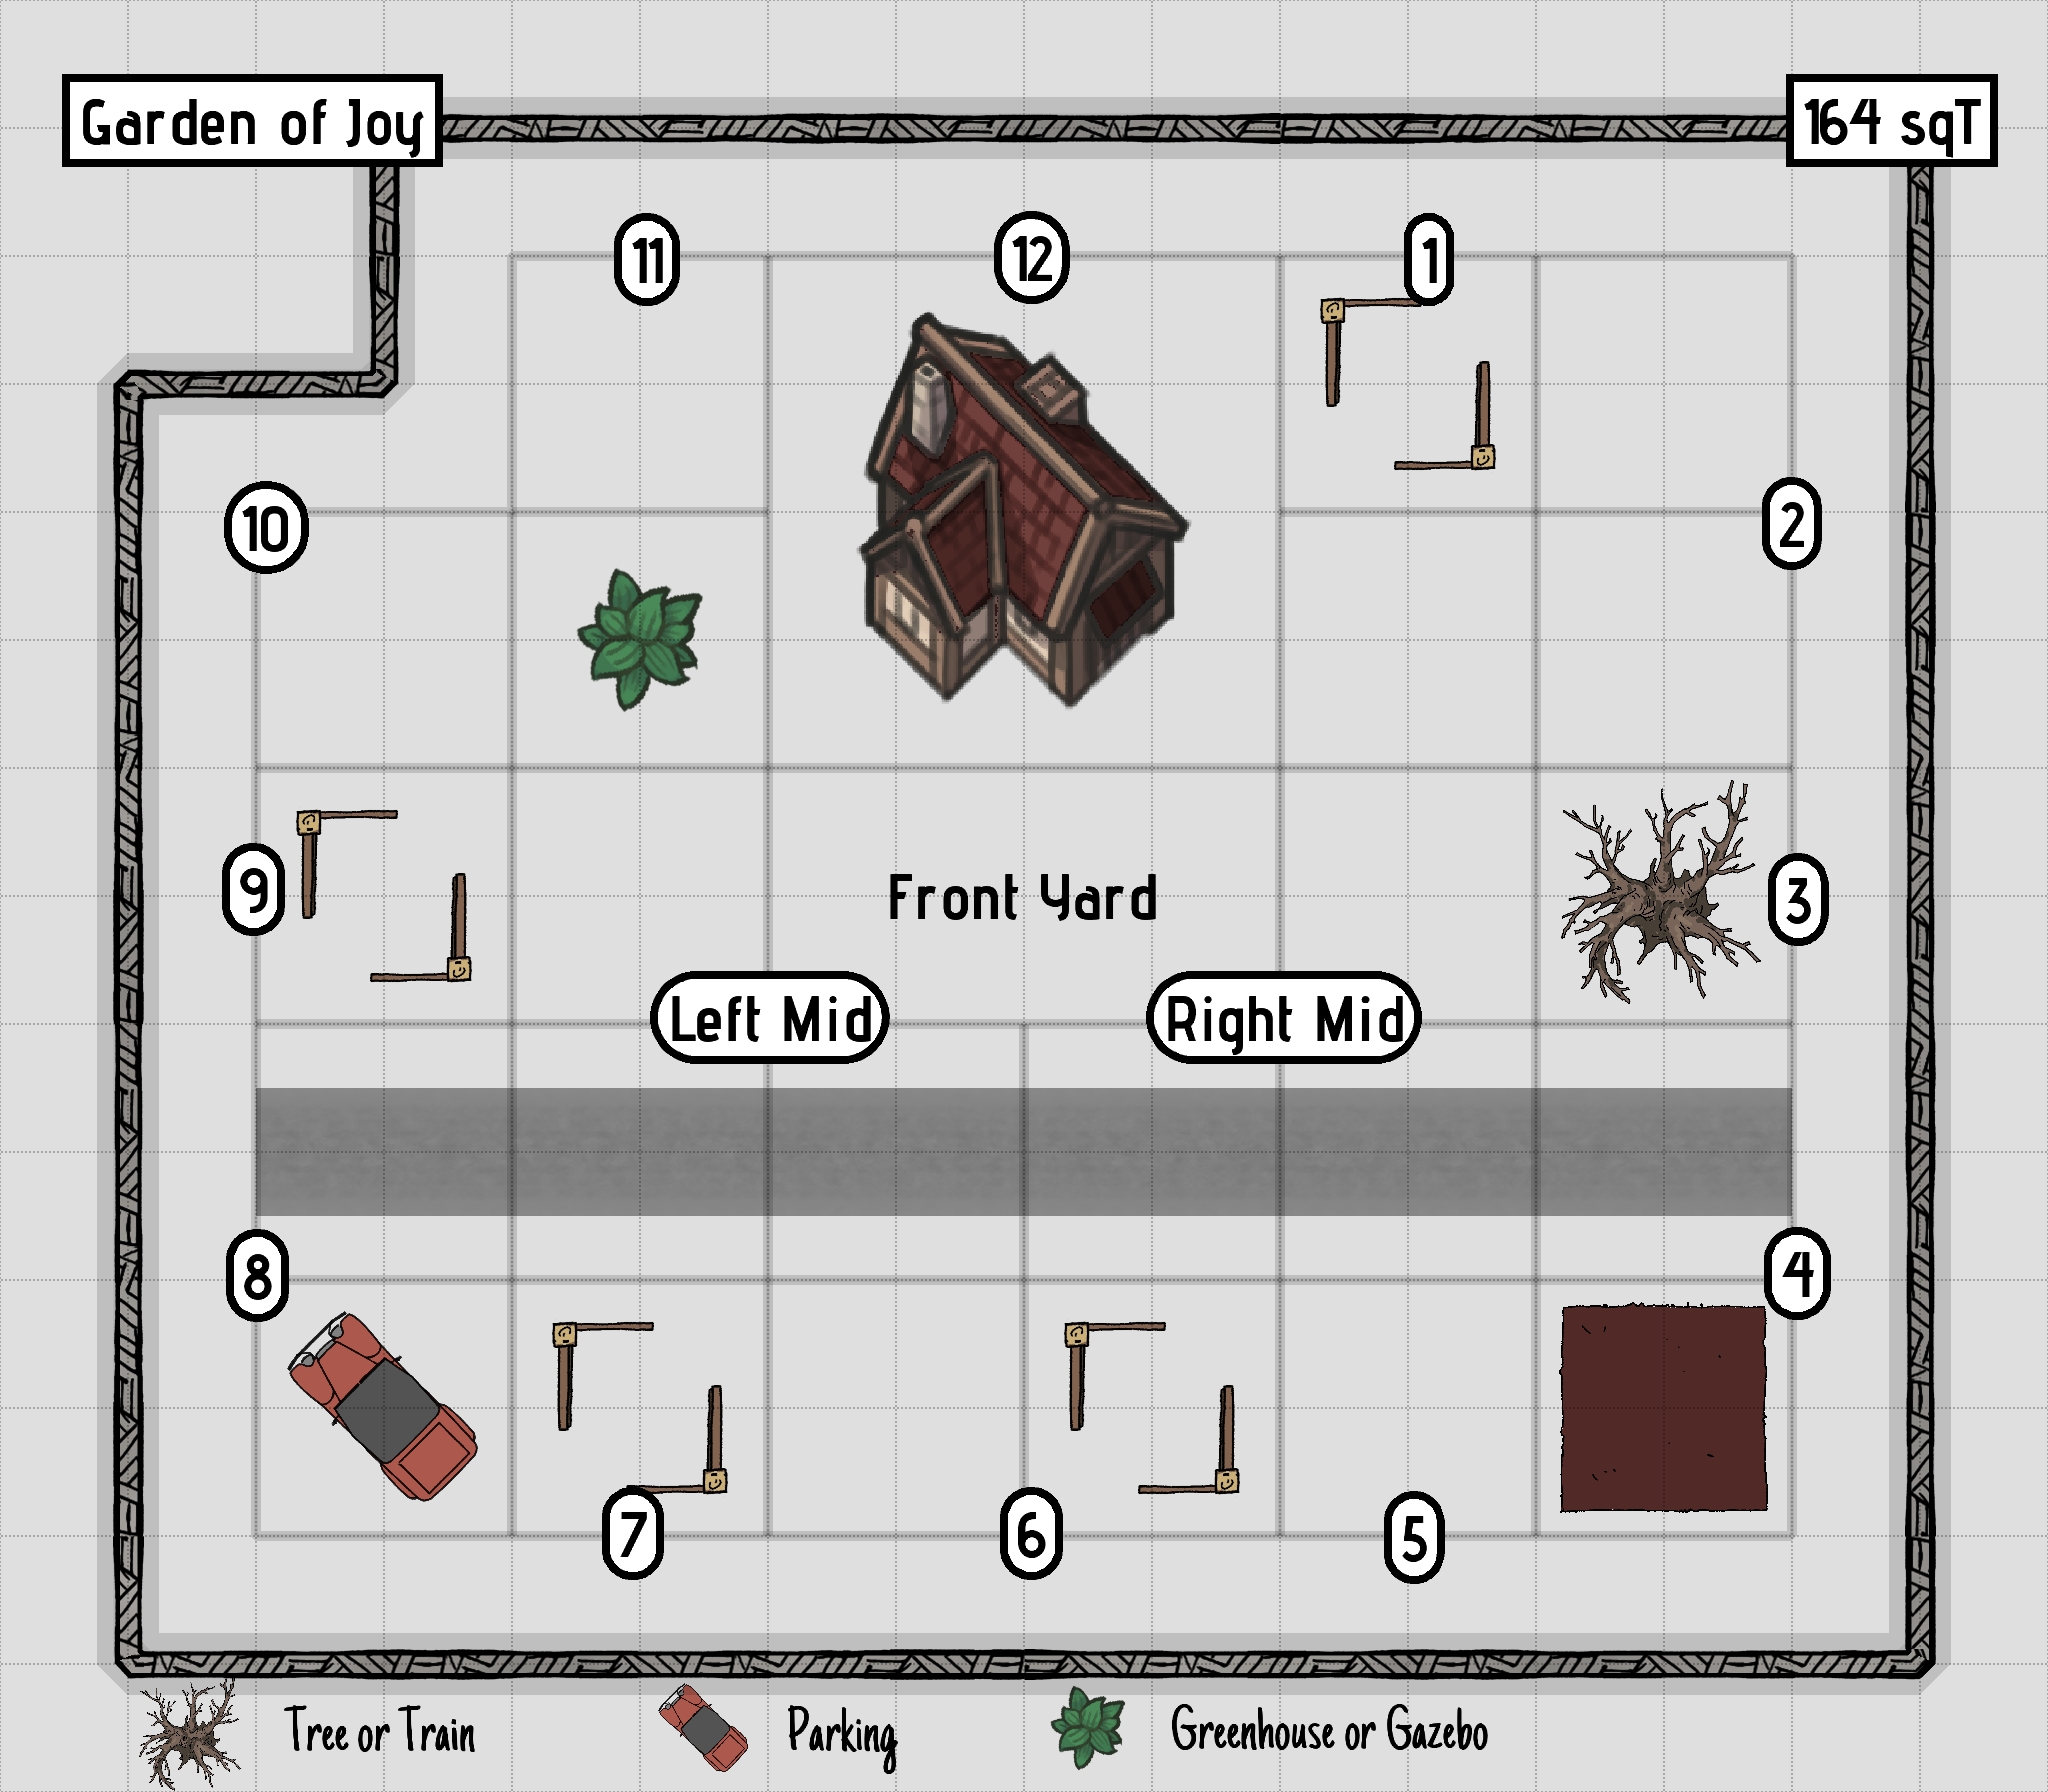 Garden of Joy
164 sqT
11
12
1
10
2
9
Front Yard
3
Left Mid
Right Mid
8
4
7
6
5
Tree or Train
Parking
Greenhouse or Gazebo